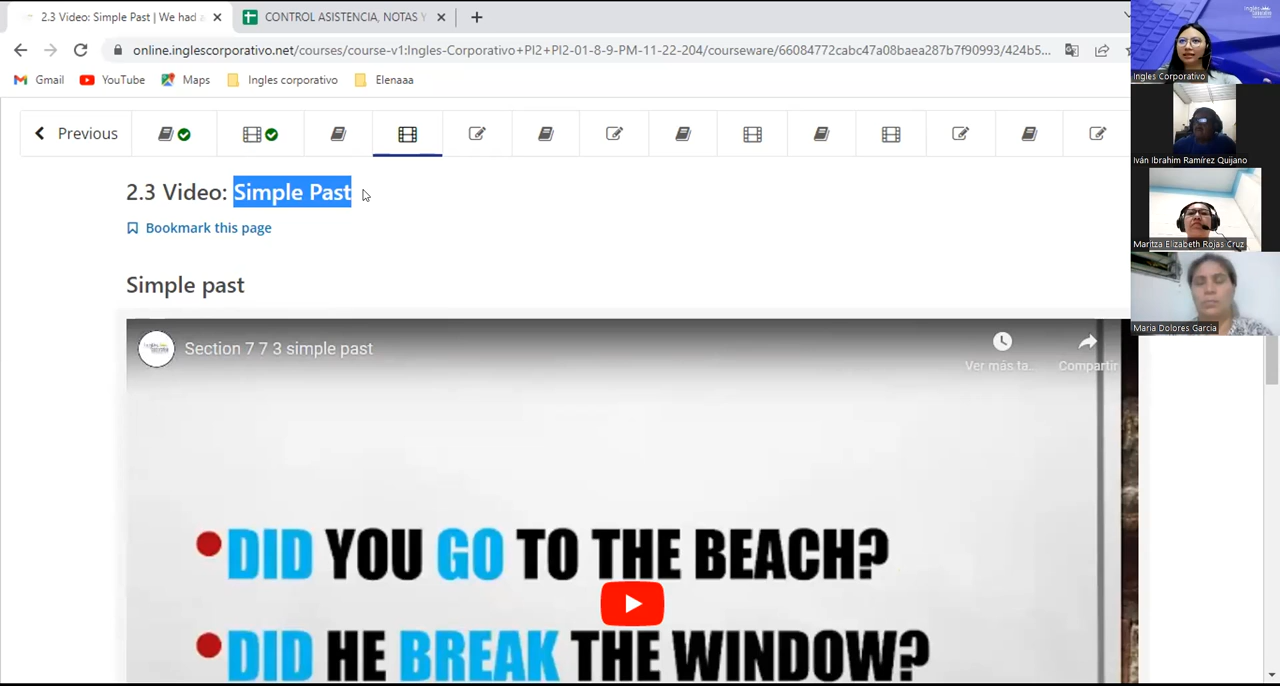 2.3 Video: Simple Past | We had a
CONTROL ASISTENCIA, NOTAS Y
online.inglescorporativo.net/courses/course-v1:Ingles-Corporativo+PI2+PI2-01-8-9-PM-11-22-204/courseware/66084772cabc47a08baea287b7f90993/424b5...
Gmail
YouTube
Maps
Ingles corporativo
Elenaaa
Previous
2.3 Video: Simple Past
Bookmark this page
Simple past
Section 7 7 3 simple past
Ver más ta...
Compartir
DID YOU GO TO THE BEACH?
DID HE BREAK THE WINDOW?
Ingles Corporativo
Iván Ibrahim Ramírez Quijano
Maritza Elizabeth Rojas Cruz
Maria Dolores Garcia